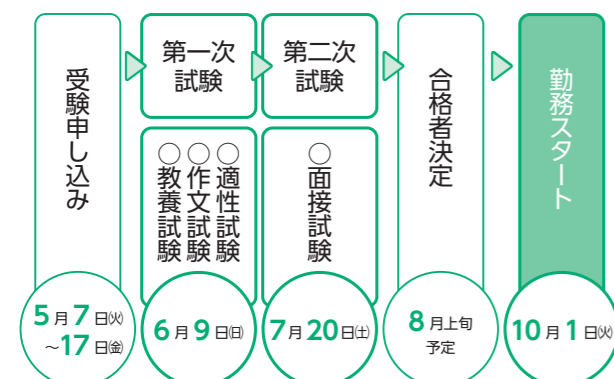 受験申し込み
5月7日㈫
～17日㈮
第一次
試験
○適性試験
○作文試験
○教養試験
6月9日㈰
第二次
試験
○面接試験
7月20日㈯
合格者決定
8月上旬
予定
勤務スタート
10月1日㈫